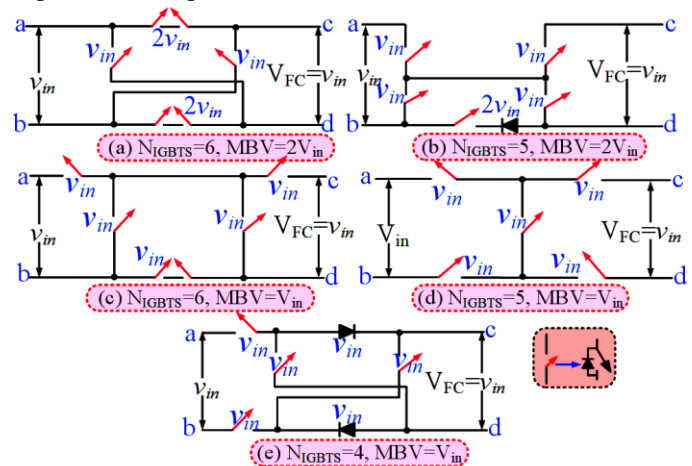 a v_in 2v_in v_in c
v_in V_FC=v_in
b 2v_in d
(a) N_IGBTS=6, MBV=2V_in
a v_in v_in c
v_in V_FC=v_in
v_in 2v_in v_in
b d
(b) N_IGBTS=5, MBV=2V_in
a v_in v_in c
v_in v_in v_in V_FC=v_in
b v_in d
(c) N_IGBTS=6, MBV=V_in
a v_in v_in c
V_in v_in V_FC=v_in
b v_in v_in d
(d) N_IGBTS=5, MBV=V_in
a v_in v_in c
v_in v_in v_in V_FC=v_in
b v_in v_in d
(e) N_IGBTS=4, MBV=V_in